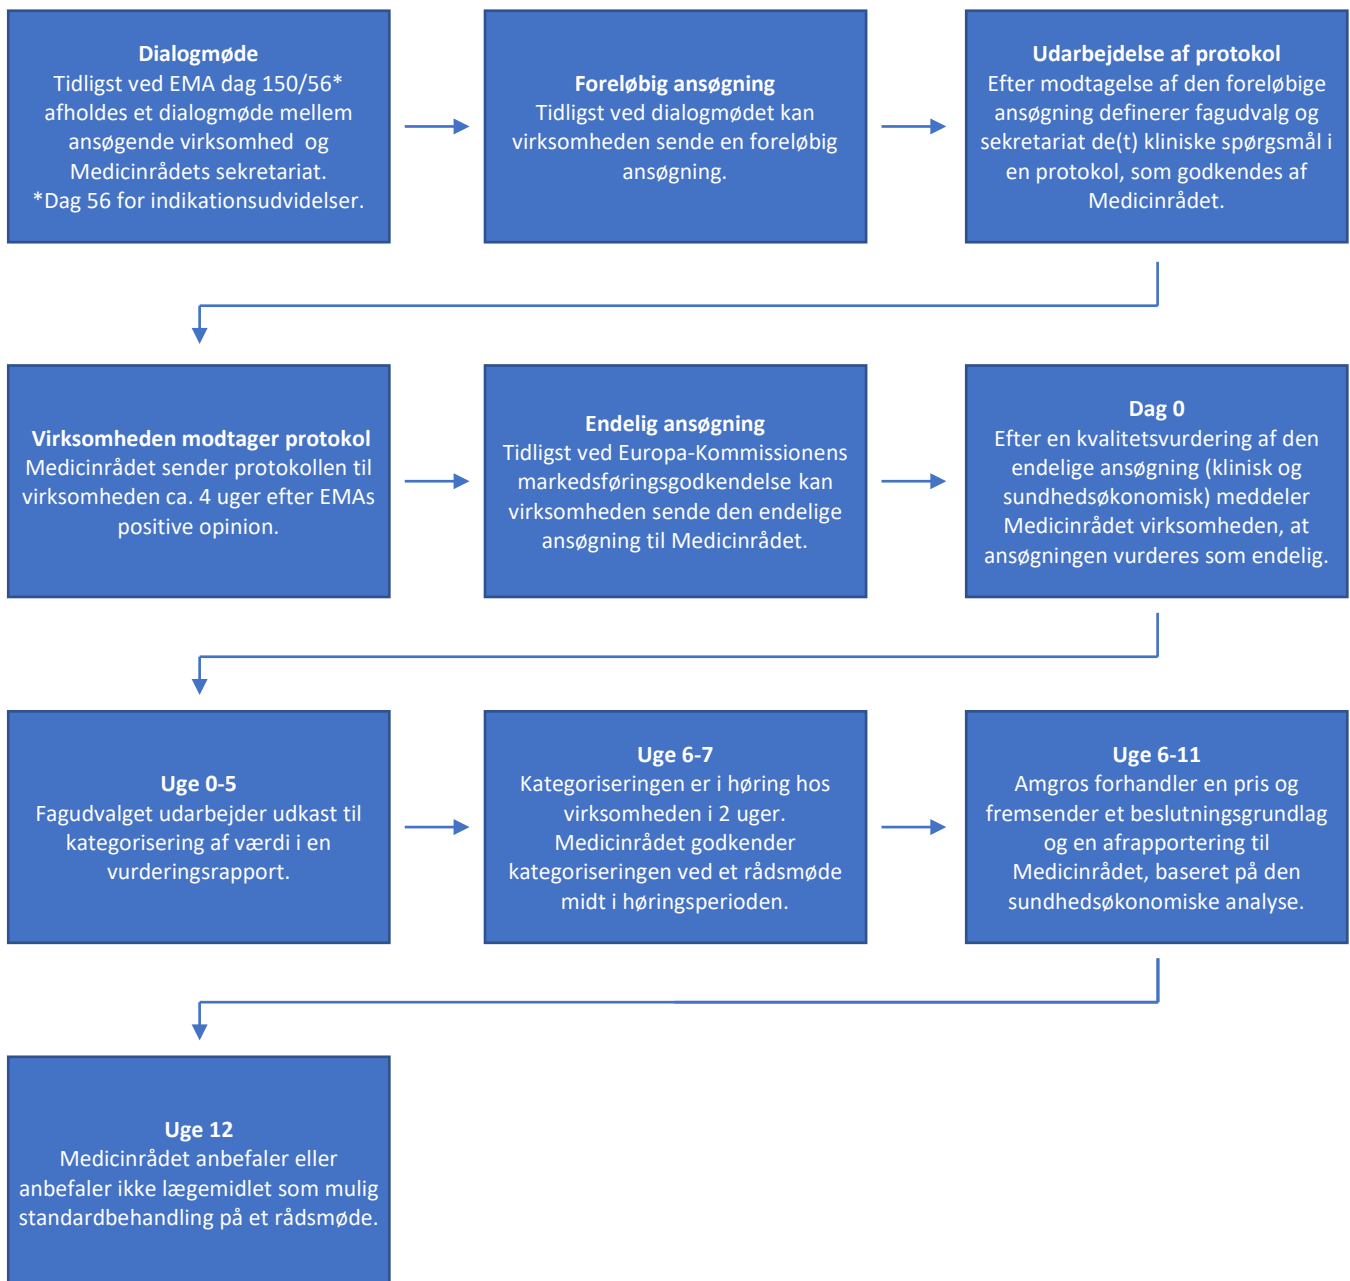 Dialogmøde
Tidligst ved EMA dag 150/56*
afholdes et dialogmøde mellem
ansøgende virksomhed og
Medicinrådets sekretariat.
*Dag 56 for indikationsudvidelser.
Foreløbig ansøgning
Tidligst ved dialogmødet kan
virksomheden sende en foreløbig
ansøgning.
Udarbejdelse af protokol
Efter modtagelse af den foreløbige
ansøgning definerer fagudvalg og
sekretariat de(t) kliniske spørgsmål i
en protokol, som godkendes af
Medicinrådet.
Virksomheden modtager protokol
Medicinrådet sender protokollen til
virksomheden ca. 4 uger efter EMAs
positive opinion.
Endelig ansøgning
Tidligst ved Europa-Kommissionens
markedsføringsgodkendelse kan
virksomheden sende den endelige
ansøgning til Medicinrådet.
Dag 0
Efter en kvalitetsvurdering af den
endelige ansøgning (klinisk og
sundhedsøkonomisk) meddeler
Medicinrådet virksomheden, at
ansøgningen vurderes som endelig.
Uge 0-5
Fagudvalget udarbejder udkast til
kategorisering af værdi i en
vurderingsrapport.
Uge 6-7
Kategoriseringen er i høring hos
virksomheden i 2 uger.
Medicinrådet godkender
kategoriseringen ved et rådsmøde
midt i høringsperioden.
Uge 6-11
Amgros forhandler en pris og
fremsender et beslutningsgrundlag
og en afrapportering til
Medicinrådet, baseret på den
sundhedsøkonomiske analyse.
Uge 12
Medicinrådet anbefaler eller
anbefaler ikke lægemidlet som mulig
standardbehandling på et rådsmøde.